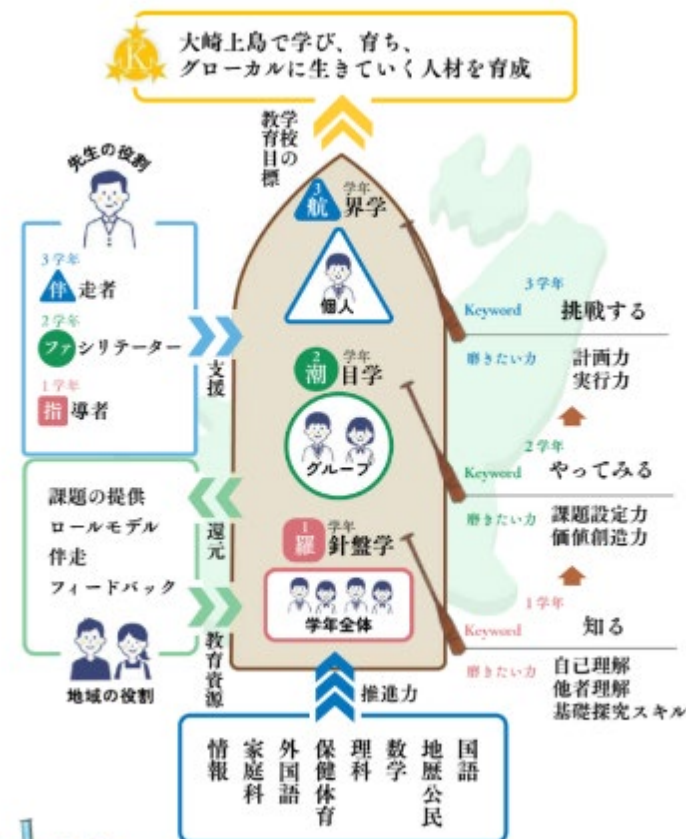 K
大崎上島で学び、育ち、
グローカルに生きていく人材を育成
学校の
教育目標
先生の役割
3学年
伴走者
2学年
ファシリテーター
1学年
指導者
支援
3学年
航界学
個人
2学年
潮目学
グループ
1学年
羅針盤学
学年全体
3学年
Keyword 挑戦する
磨きたい力 計画力
実行力
2学年
Keyword やってみる
磨きたい力 課題設定力
価値創造力
1学年
Keyword 知る
磨きたい力 自己理解
他者理解
基礎探究スキル
課題の提供
ロールモデル
伴走
フィードバック
地域の役割
還元
教育資源
推進力
国語
地歴公民
数学
理科
保健体育
外国語
家庭科
情報